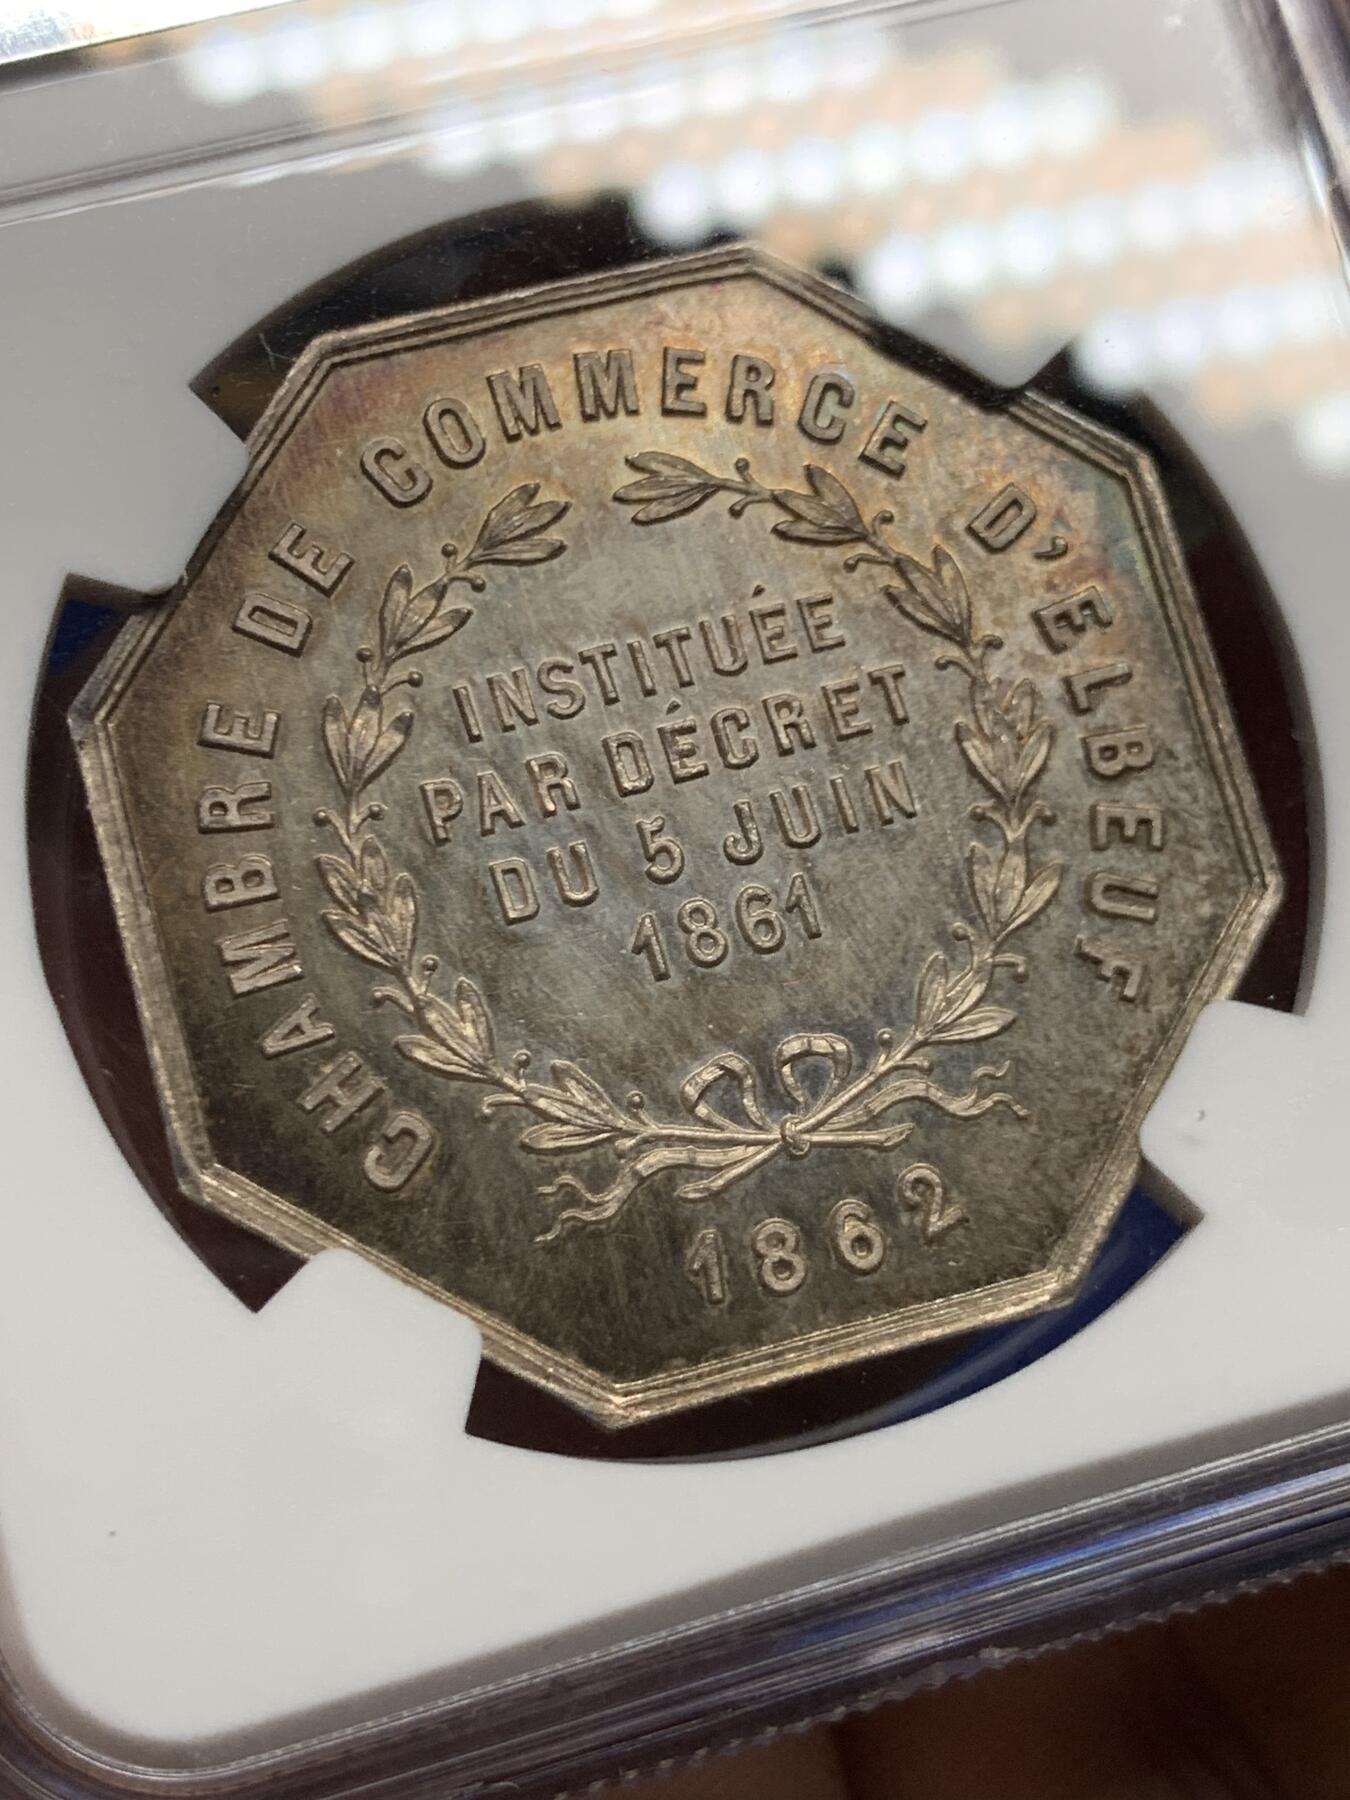 CHAMBRE DE COMMERCE D'ELBEUF
INSTITUÉE
PAR DÉCRET
DU 5 JUIN
1861
1862